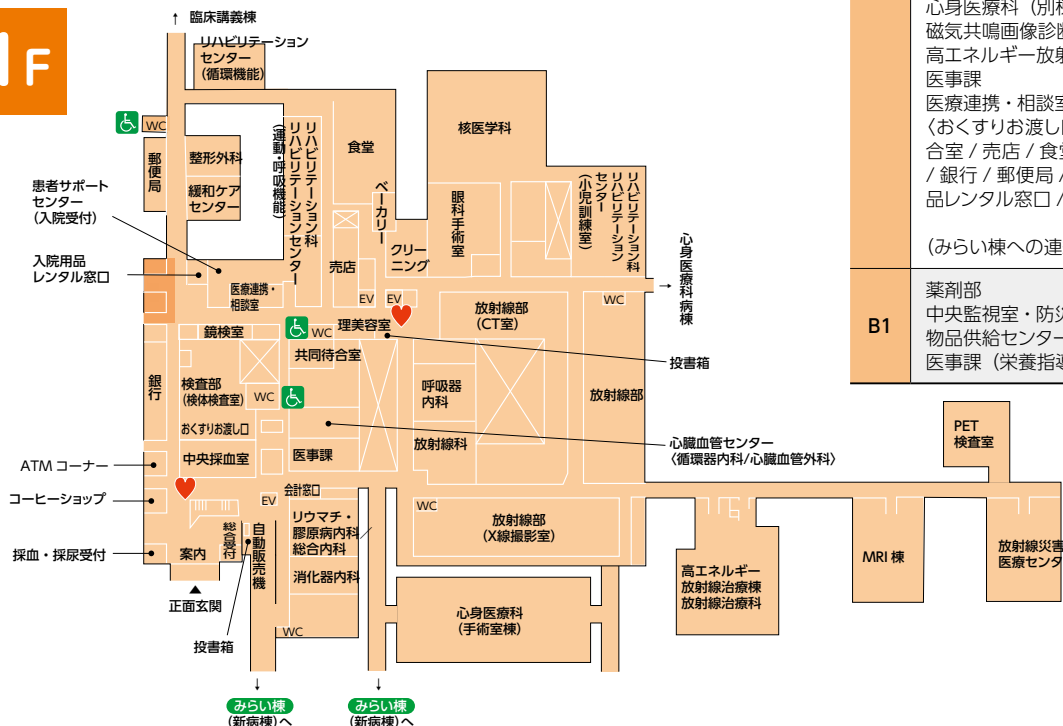 1F
↑ 臨床講義棟
リハビリテーション
センター
(循環機能)
WC
郵便局
整形外科
緩和ケア
センター
リハビリテーション科
リハビリテーションセンター
(運動・呼吸機能)
食堂
ベーカリー
核医学科
眼科手術室
リハビリテーション科
リハビリテーション
センター
(小児訓練室)
患者サポート
センター
(入院受付)
入院用品
レンタル窓口
医療連携・
相談室
売店
クリー
ニング
EV
EV
理美容室
放射線部
(CT室)
WC
→
心身医療科病棟
鏡検室
WC
共同待合室
投書箱
銀行
検査部
(検体検査室)
WC
呼吸器
内科
放射線部
おくすりお渡し口
中央採血室
医事課
放射線科
心臓血管センター
〈循環器内科/心臓血管外科〉
ATMコーナー
コーヒーショップ
採血・採尿受付
EV
会計窓口
WC
放射線部
(X線撮影室)
リウマチ・
膠原病内科
総合内科
消化器内科
案内
総合受付
自動販売機
▲
正面玄関
投書箱
WC
心身医療科
(手術室棟)
高エネルギー
放射線治療棟
放射線治療科
MRI棟
PET
検査室
放射線災害
医療センタ
↓
みらい棟
(新病棟)へ
↓
みらい棟
(新病棟)へ
心身医療科(別
磁気共鳴画像診
高エネルギー放射
医事課
医療連携・相談室
〈おくすりお渡し
合室 / 売店 / 食
/ 銀行 / 郵便局 /
品レンタル窓口 /
(みらい棟への連
B1
薬剤部
中央監視室・防災
物品供給センター
医事課(栄養指導